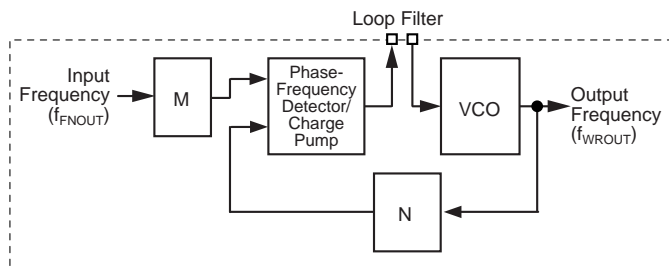 Loop Filter
Input
Frequency
(fFNOUT)
M
Phase-
Frequency
Detector/
Charge
Pump
VCO
Output
Frequency
(fWROUT)
N